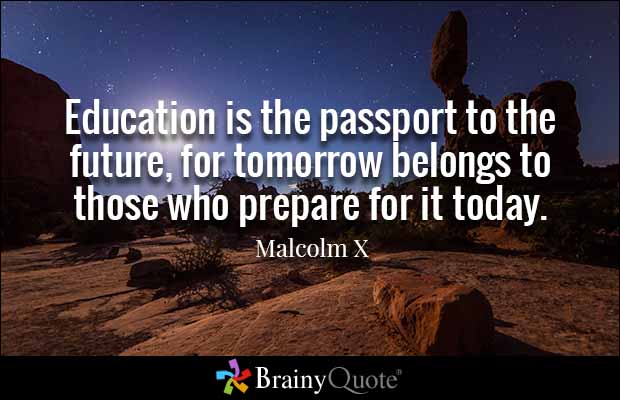 Education is the passport to the
future, for tomorrow belongs to
those who prepare for it today.
Malcolm X
BrainyQuote®